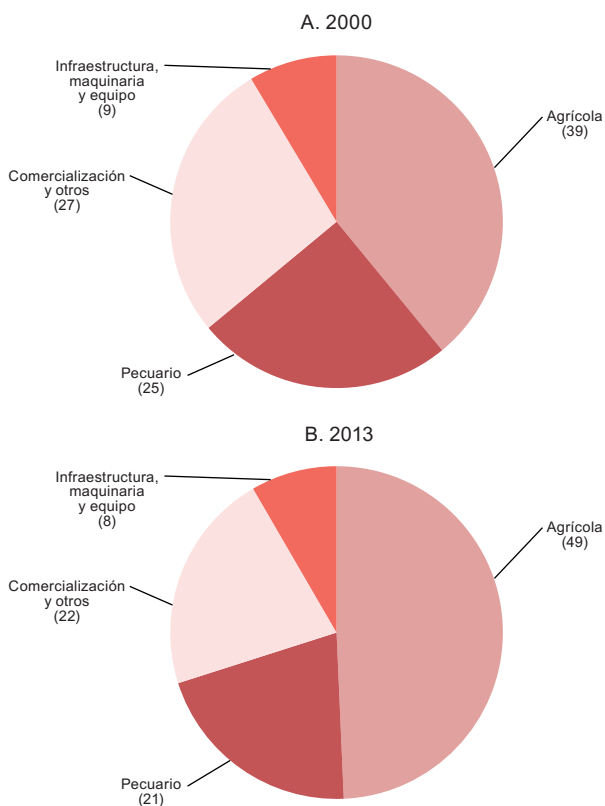 A. 2000
Infraestructura,
maquinaria
y equipo
(9)
Agrícola
(39)
Comercialización
y otros
(27)
Pecuario
(25)
B. 2013
Infraestructura,
maquinaria
y equipo
(8)
Agrícola
(49)
Comercialización
y otros
(22)
Pecuario
(21)